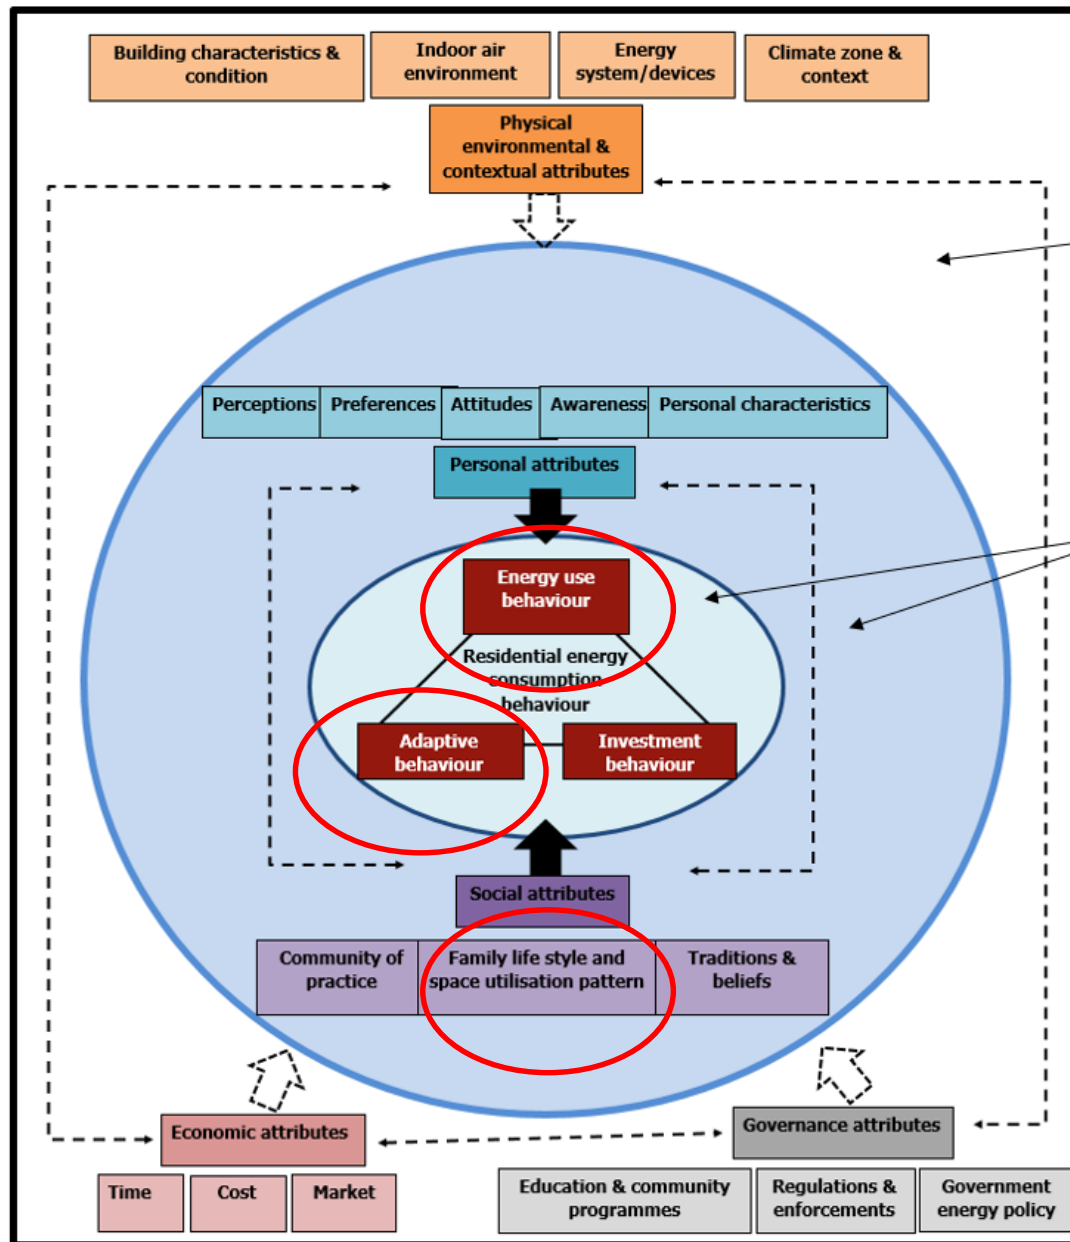 Building characteristics &
condition
Indoor air
environment
Energy
system/devices
Climate zone &
context
Physical
environmental &
contextual attributes
Perceptions
Preferences
Attitudes
Awareness
Personal characteristics
Personal attributes
Energy use
behaviour
Residential energy
consumption
behaviour
Adaptive
behaviour
Investment
behaviour
Social attributes
Community of
practice
Family life style and
space utilisation pattern
Traditions &
beliefs
Economic attributes
Governance attributes
Time
Cost
Market
Education & community
programmes
Regulations &
enforcements
Government
energy policy